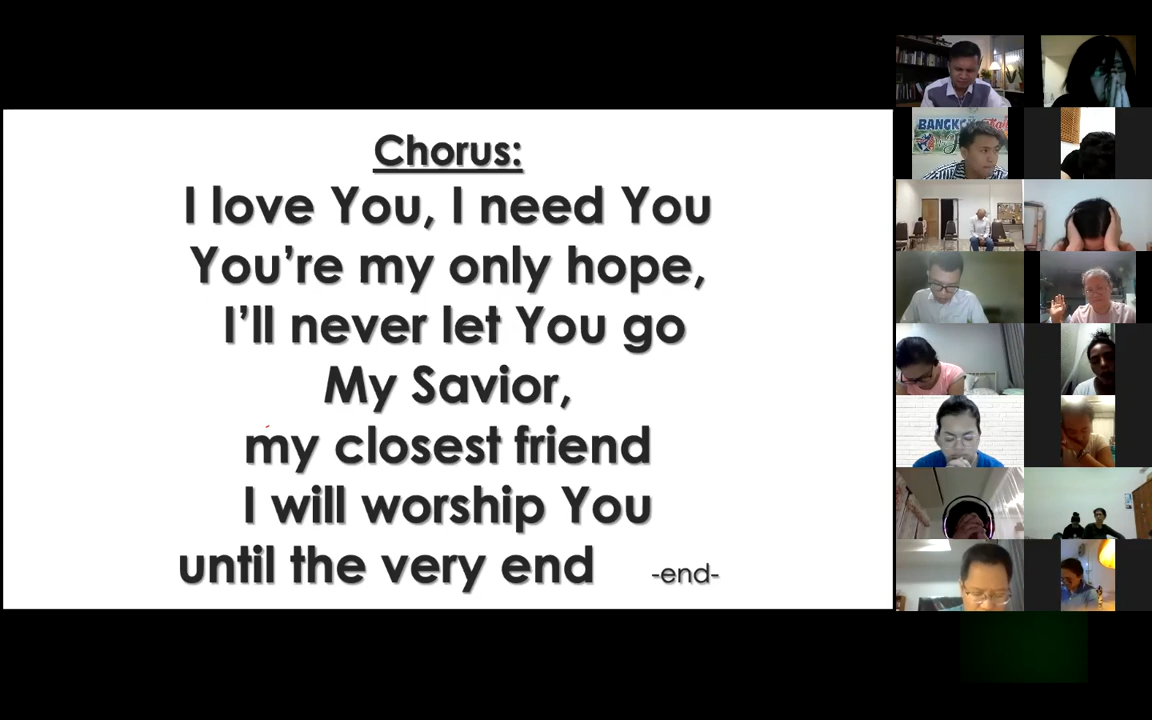 Chorus:
I love You, I need You
You’re my only hope,
I’ll never let You go
My Savior,
my closest friend
I will worship You
until the very end -end-